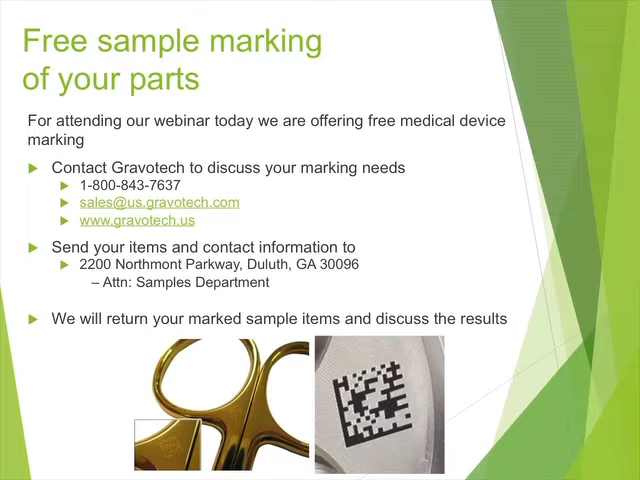 Free sample marking
of your parts
For attending our webinar today we are offering free medical device
marking
Contact Gravotech to discuss your marking needs
1-800-843-7637
sales@us.gravotech.com
www.gravotech.us
Send your items and contact information to
2200 Northmont Parkway, Duluth, GA 30096
– Attn: Samples Department
We will return your marked sample items and discuss the results